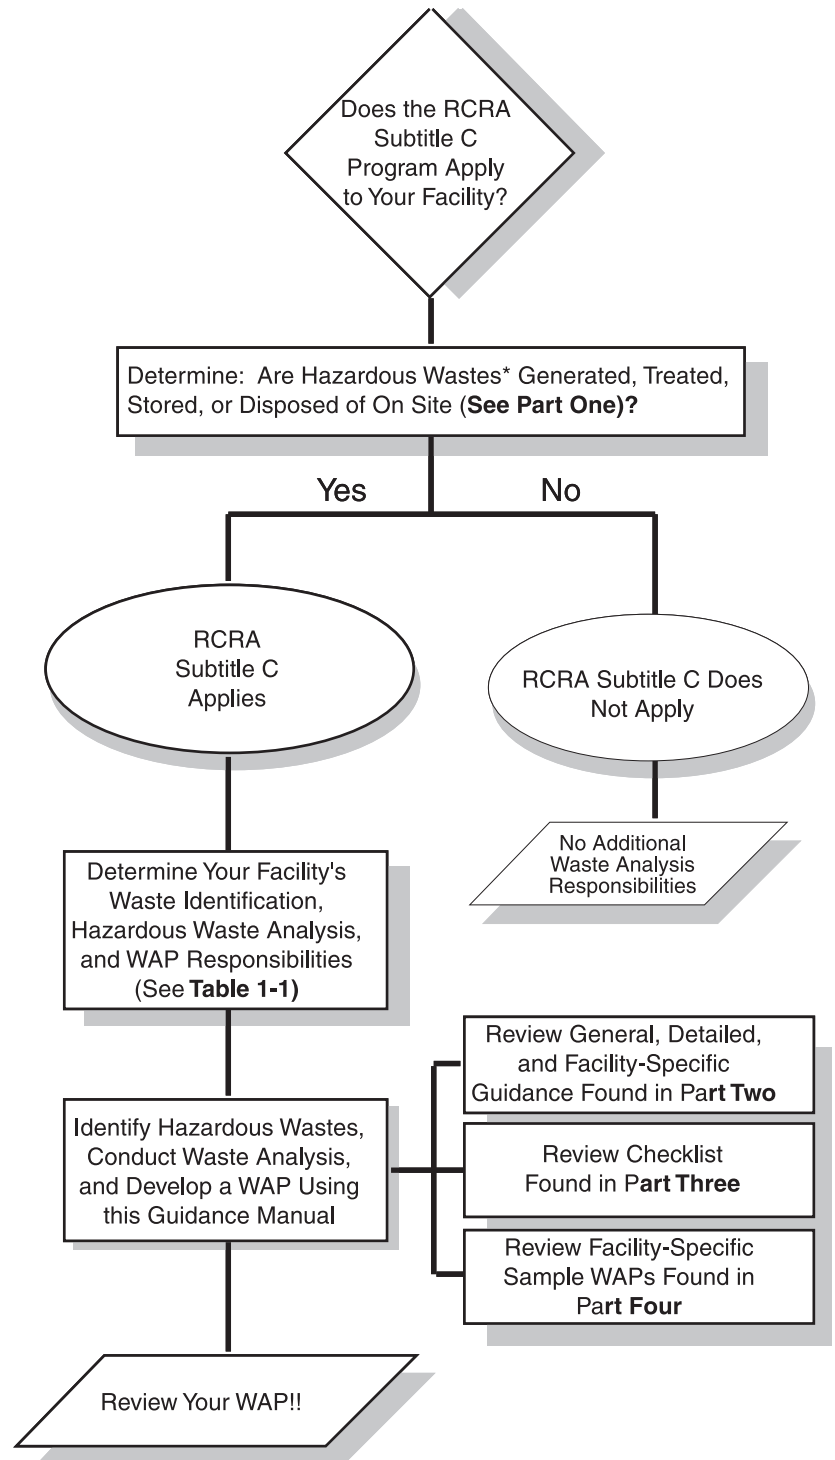 Does the RCRA
Subtitle C
Program Apply
to Your Facility?
Determine: Are Hazardous Wastes* Generated, Treated,
Stored, or Disposed of On Site (See Part One)?
Yes
No
RCRA
Subtitle C
Applies
RCRA Subtitle C Does
Not Apply
No Additional
Waste Analysis
Responsibilities
Determine Your Facility's
Waste Identification,
Hazardous Waste Analysis,
and WAP Responsibilities
(See Table 1-1)
Identify Hazardous Wastes,
Conduct Waste Analysis,
and Develop a WAP Using
this Guidance Manual
Review General, Detailed,
and Facility-Specific
Guidance Found in Part Two
Review Checklist
Found in Part Three
Review Facility-Specific
Sample WAPs Found in
Part Four
Review Your WAP!!